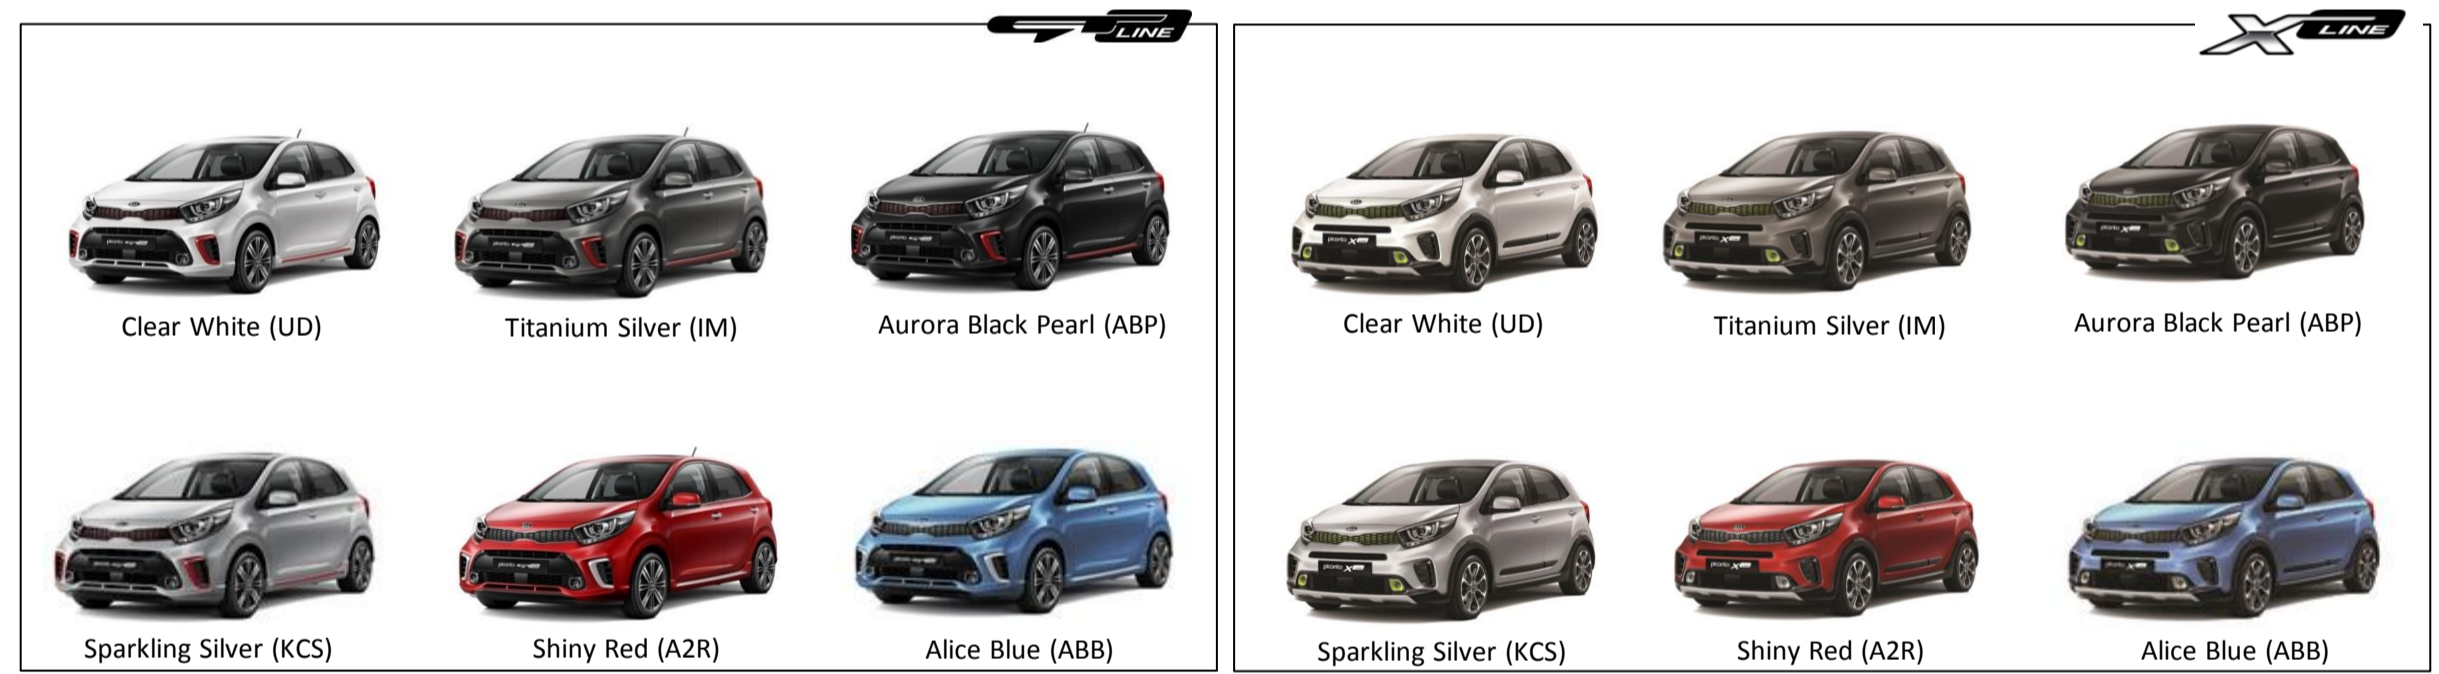 GT LINE
X LINE
Clear White (UD)
Titanium Silver (IM)
Aurora Black Pearl (ABP)
Sparkling Silver (KCS)
Shiny Red (A2R)
Alice Blue (ABB)
Clear White (UD)
Titanium Silver (IM)
Aurora Black Pearl (ABP)
Sparkling Silver (KCS)
Shiny Red (A2R)
Alice Blue (ABB)